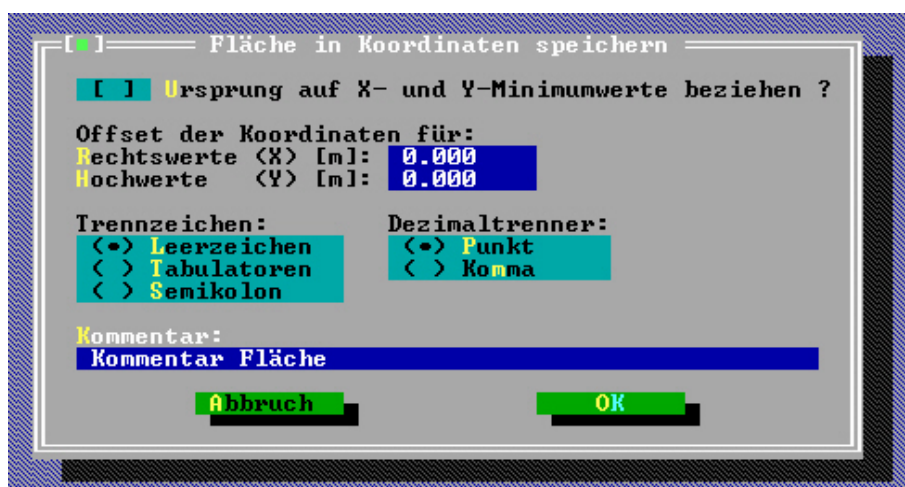 [■] Fläche in Koordinaten speichern
[ ] Ursprung auf X- und Y-Minimumwerte beziehen ?
Offset der Koordinaten für:
Rechtswerte (X) [m]: 0.000
Hochwerte (Y) [m]: 0.000
Trennzeichen: Dezimaltrenner:
(•) Leerzeichen (•) Punkt
( ) Tabulatoren ( ) Komma
( ) Semikolon
Kommentar:
Kommentar Fläche
Abbruch OK